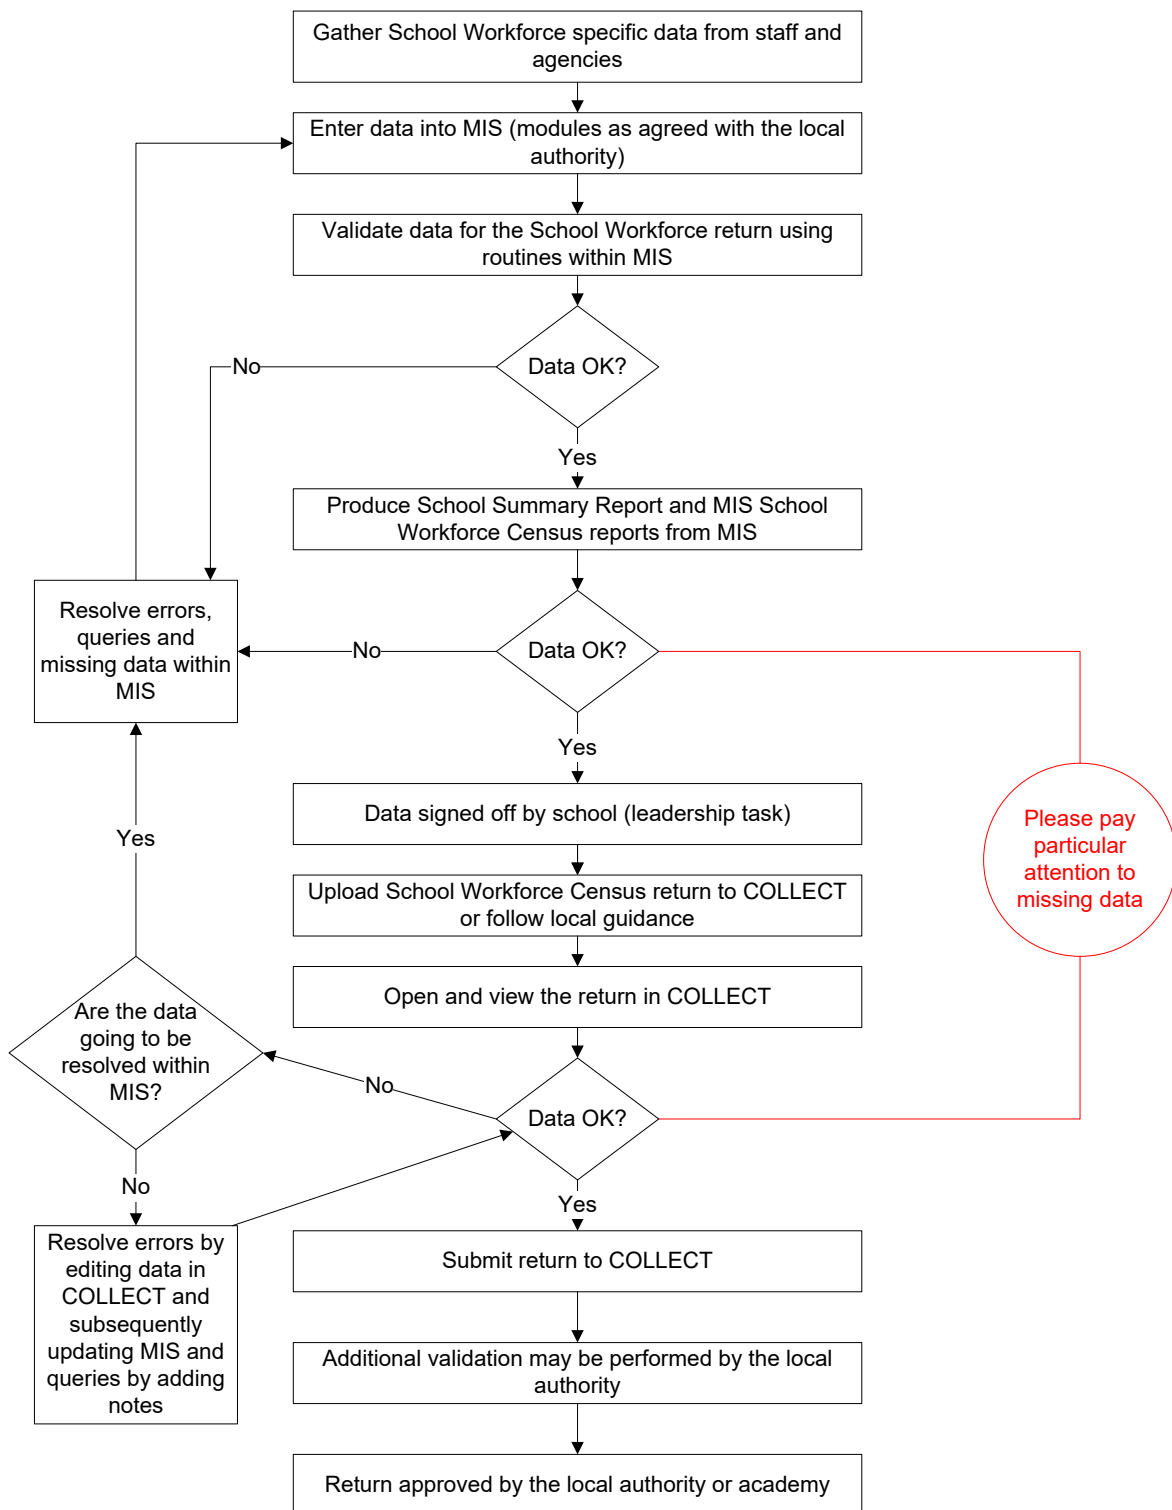 Gather School Workforce specific data from staff and
agencies
Enter data into MIS (modules as agreed with the local
authority)
Validate data for the School Workforce return using
routines within MIS
Data OK?
No
Yes
Produce School Summary Report and MIS School
Workforce Census reports from MIS
Resolve errors,
queries and
missing data within
MIS
No
Data OK?
Yes
Data signed off by school (leadership task)
Please pay
particular
attention to
missing data
Yes
Upload School Workforce Census return to COLLECT
or follow local guidance
Open and view the return in COLLECT
Are the data
going to be
resolved within
MIS?
No
Data OK?
No
Yes
Resolve errors by
editing data in
COLLECT and
subsequently
updating MIS and
queries by adding
notes
Submit return to COLLECT
Additional validation may be performed by the local
authority
Return approved by the local authority or academy